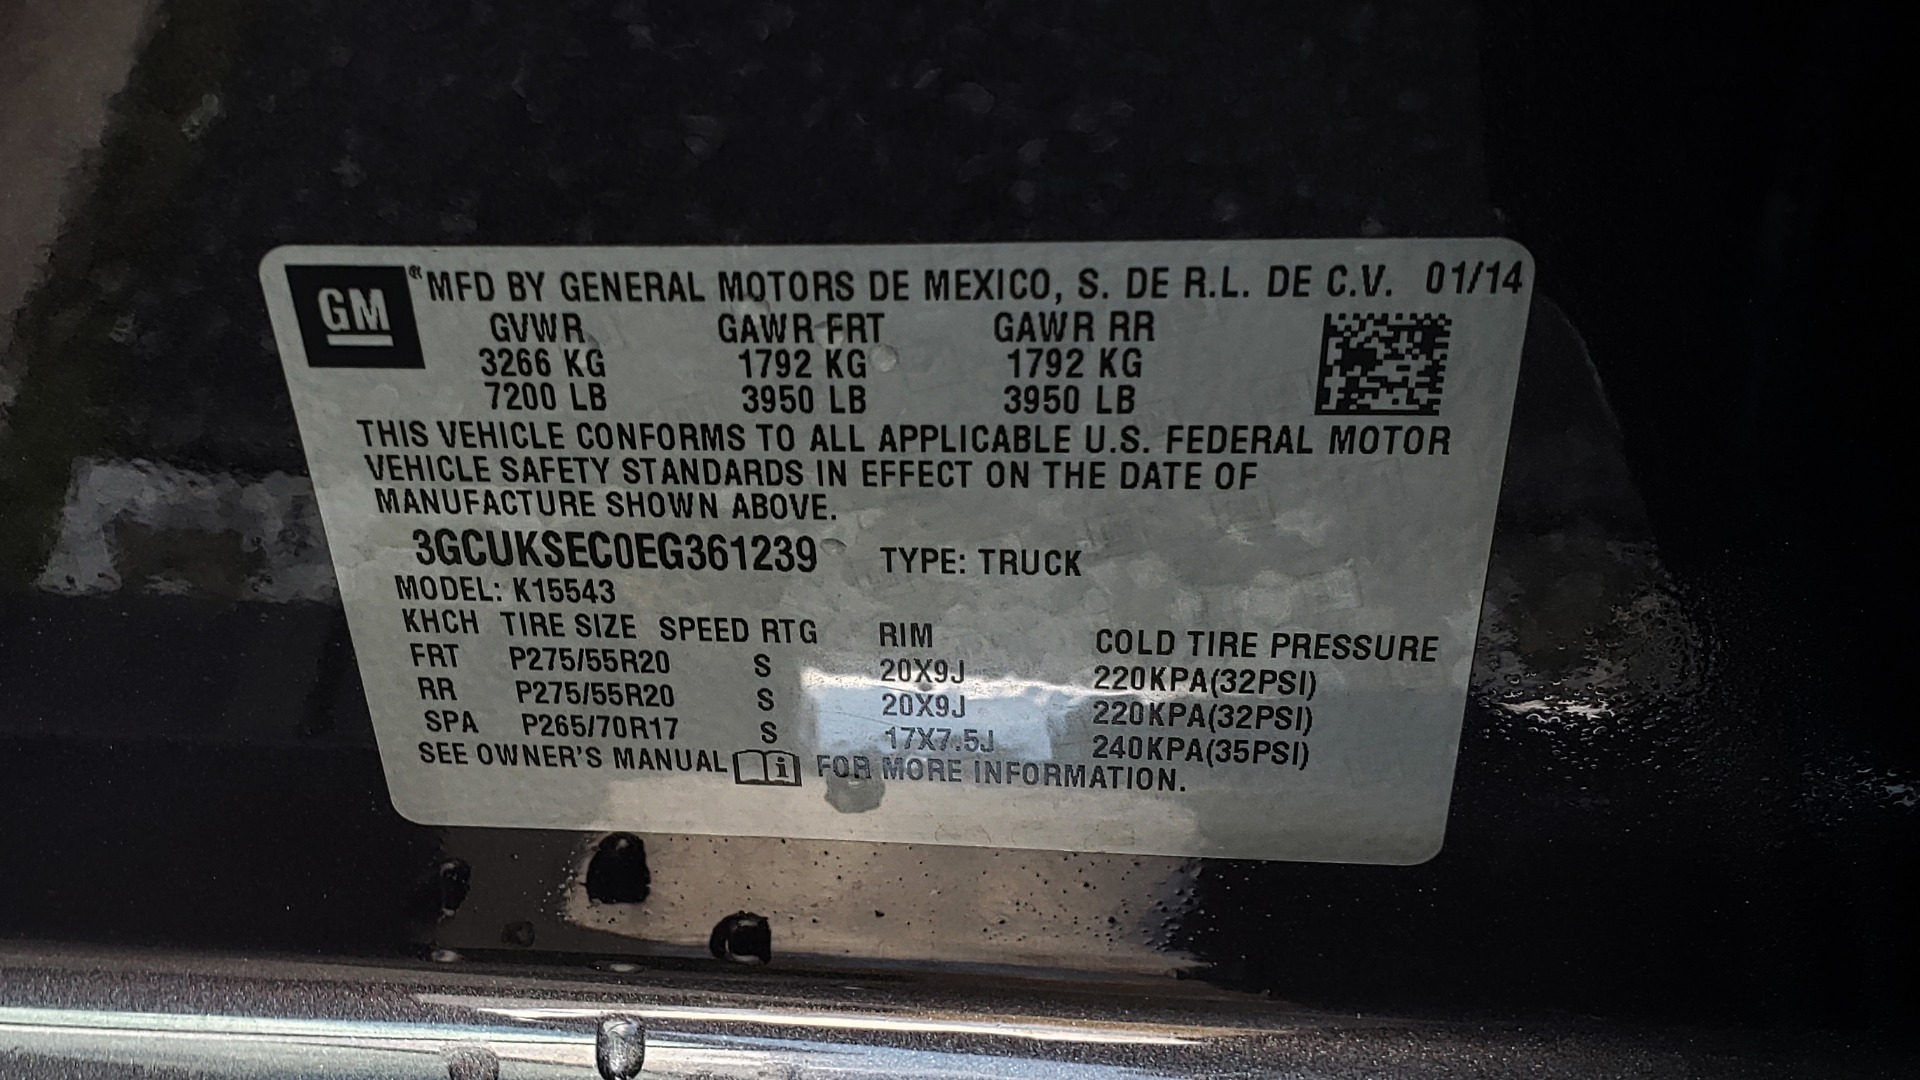 GM ® MFD BY GENERAL MOTORS DE MEXICO, S. DE R.L. DE C.V. 01/14
GVWR GAWR FRT GAWR RR
3266 KG 1792 KG 1792 KG
7200 LB 3950 LB 3950 LB
THIS VEHICLE CONFORMS TO ALL APPLICABLE U.S. FEDERAL MOTOR
VEHICLE SAFETY STANDARDS IN EFFECT ON THE DATE OF
MANUFACTURE SHOWN ABOVE.
3GCUKSEC0EG361239 TYPE: TRUCK
MODEL: K15543
KHCH TIRE SIZE SPEED RTG RIM COLD TIRE PRESSURE
FRT P275/55R20 S 20X9J 220KPA(32PSI)
RR P275/55R20 S 20X9J 220KPA(32PSI)
SPA P265/70R17 S 17X7.5J 240KPA(35PSI)
SEE OWNER'S MANUAL i FOR MORE INFORMATION.